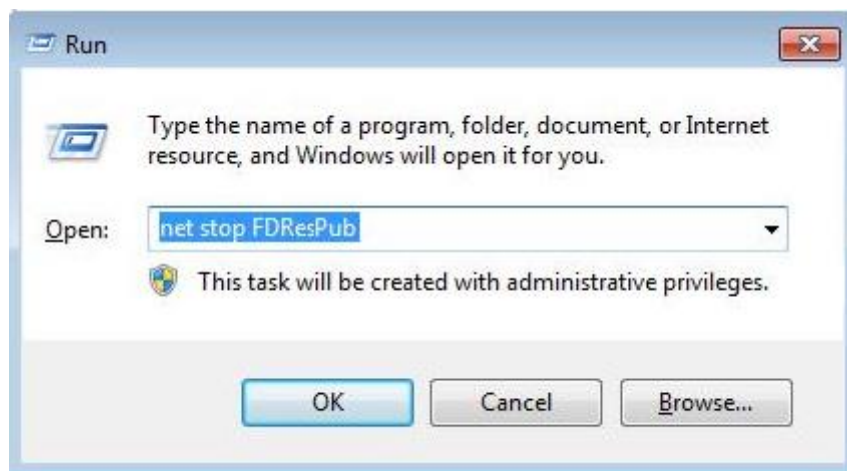 Run
Type the name of a program, folder, document, or Internet
resource, and Windows will open it for you.
Open: net stop FDResPub
This task will be created with administrative privileges.
OK Cancel Browse...